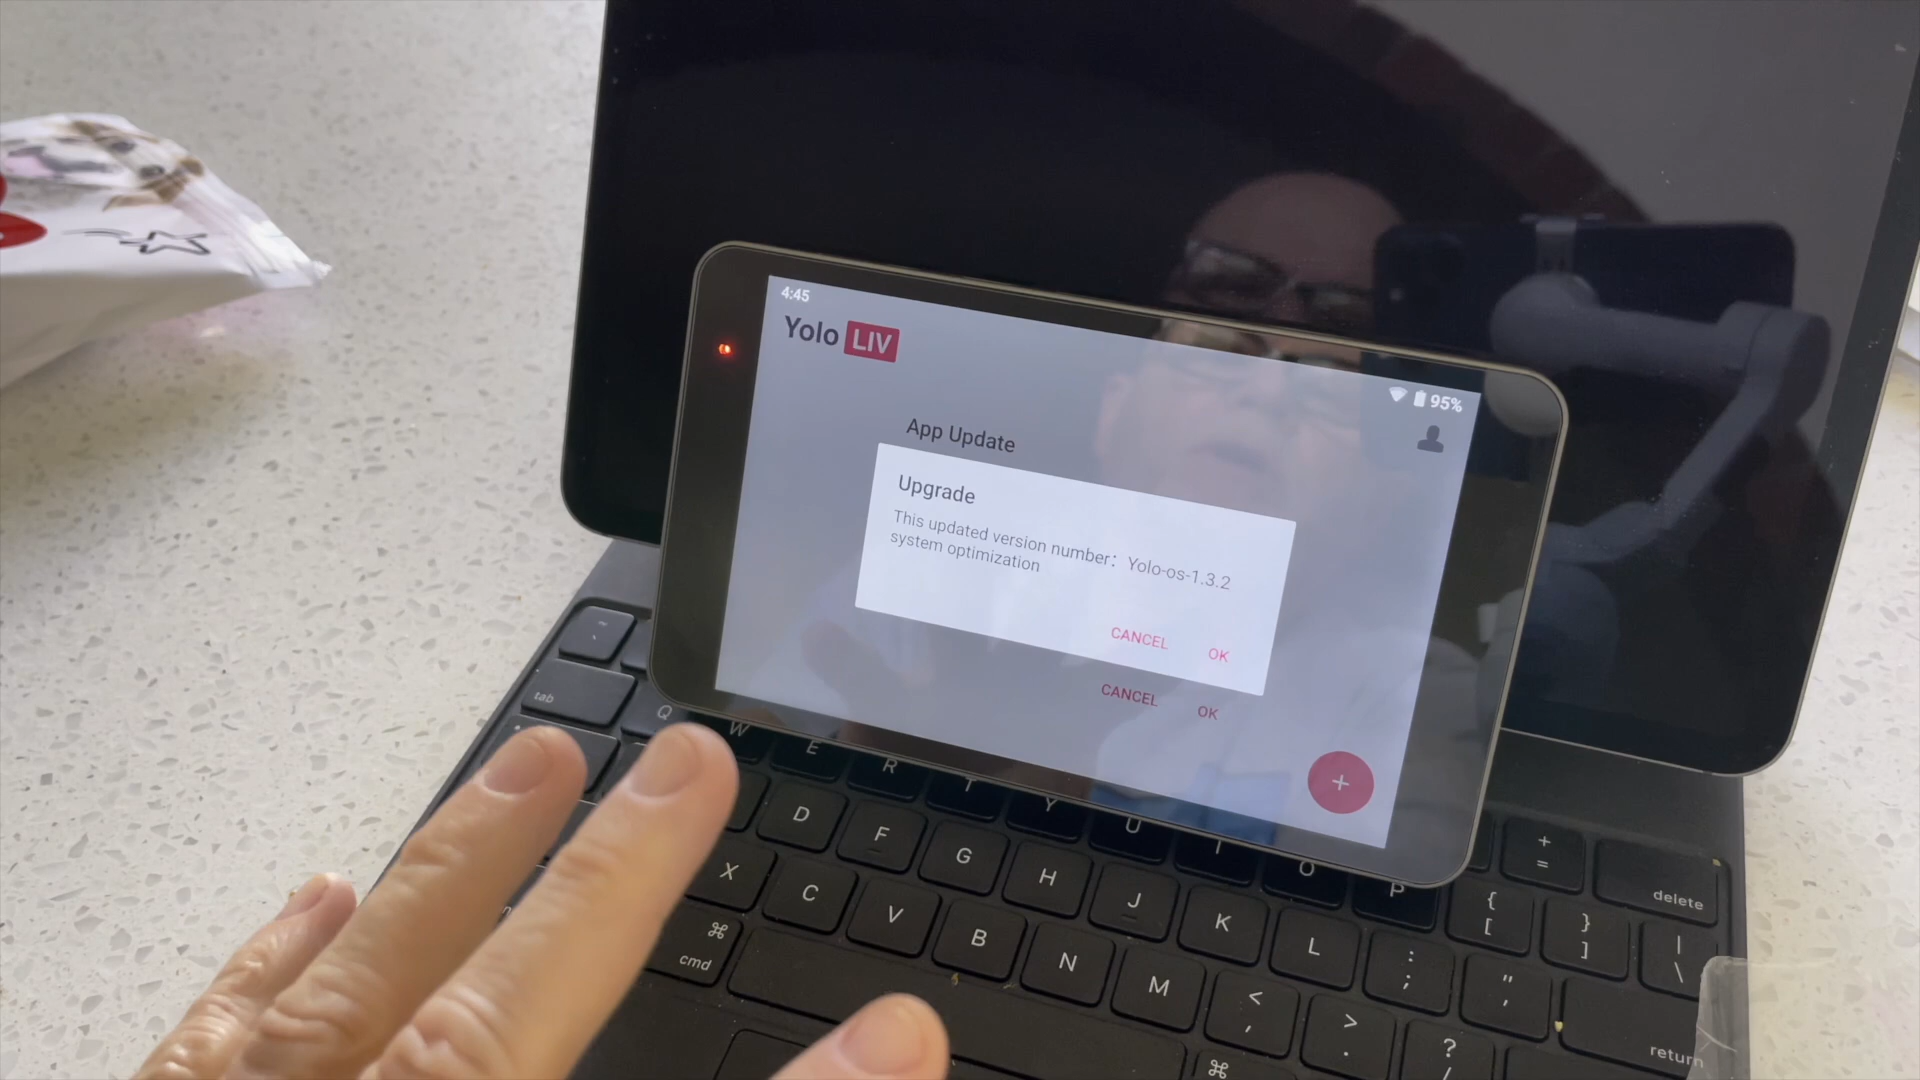 4:45
Yolo LIV
95%
App Update
Upgrade
This updated version number: Yolo-os-1.3.2
system optimization
CANCEL OK
CANCEL OK
+
~
`
tab
Q W E R T Y U I O P
{
[
}
]
|
\
+
=
delete
D F G H J K L
:
;
"
'
return
X C V B N M
<
,
>
.
?
/
⌘
cmd
⌘